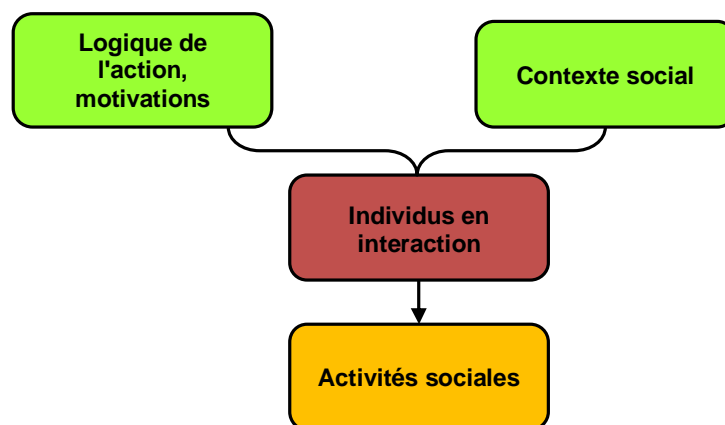 Logique de
l'action,
motivations
Contexte social
Individus en
interaction
Activités sociales